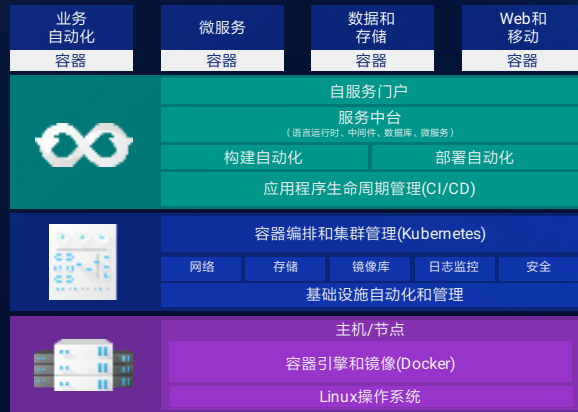 业务
自动化
微服务
数据和
存储
Web和
移动
容器
容器
容器
容器
自服务门户
服务中台
(语言运行时、中间件、数据库、微服务)
构建自动化
部署自动化
应用程序生命周期管理(CI/CD)
容器编排和集群管理(Kubernetes)
网络
存储
镜像库
日志监控
安全
基础设施自动化和管理
主机/节点
容器引擎和镜像(Docker)
Linux操作系统